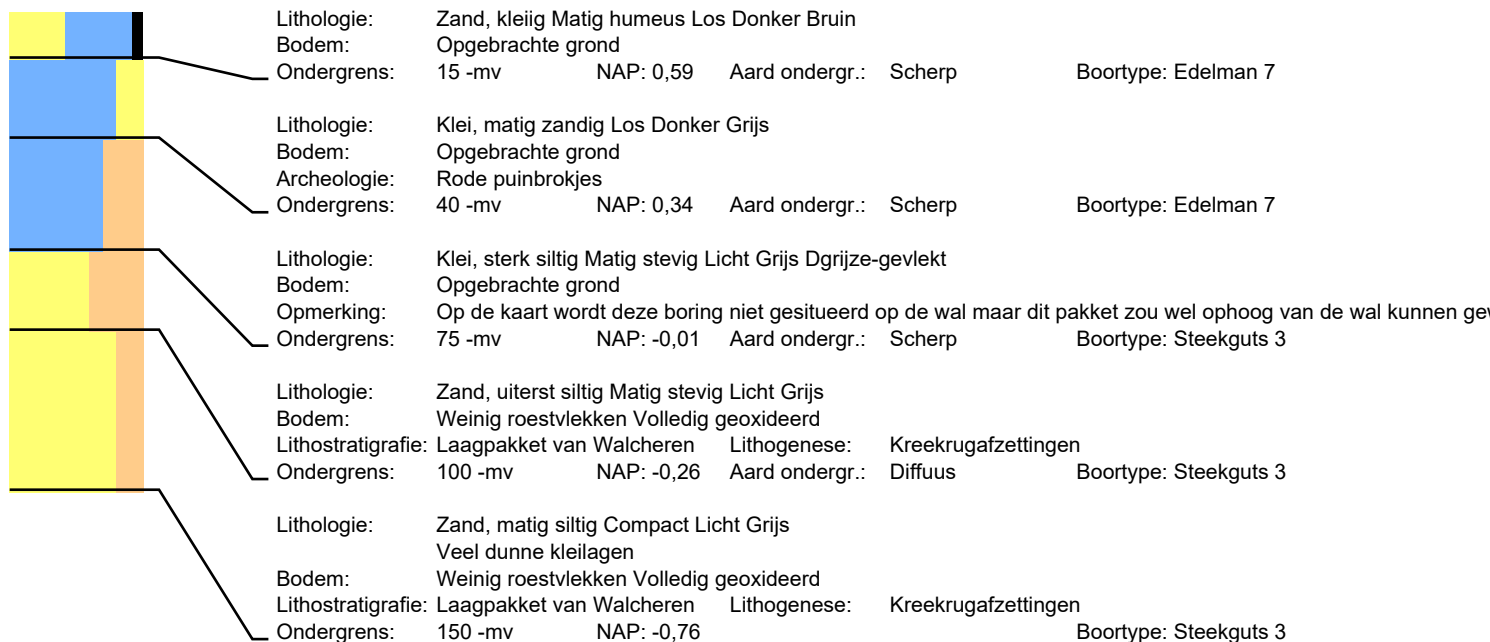 Lithologie: Zand, kleiig Matig humeus Los Donker Bruin
Bodem: Opgebrachte grond
Ondergrens: 15 -mv NAP: 0,59 Aard ondergr.: Scherp Boortype: Edelman 7
Lithologie: Klei, matig zandig Los Donker Grijs
Bodem: Opgebrachte grond
Archeologie: Rode puinbrokjes
Ondergrens: 40 -mv NAP: 0,34 Aard ondergr.: Scherp Boortype: Edelman 7
Lithologie: Klei, sterk siltig Matig stevig Licht Grijs Dgrijze-gevlekt
Bodem: Opgebrachte grond
Opmerking: Op de kaart wordt deze boring niet gesitueerd op de wal maar dit pakket zou wel ophoog van de wal kunnen
Ondergrens: 75 -mv NAP: -0,01 Aard ondergr.: Scherp Boortype: Steekguts 3
Lithologie: Zand, uiterst siltig Matig stevig Licht Grijs
Bodem: Weinig roestvlekken Volledig geoxideerd
Lithostratigrafie: Laagpakket van Walcheren Lithogenese: Kreekrugafzettingen
Ondergrens: 100 -mv NAP: -0,26 Aard ondergr.: Diffuus Boortype: Steekguts 3
Lithologie: Zand, matig siltig Compact Licht Grijs
Veel dunne kleilagen
Bodem: Weinig roestvlekken Volledig geoxideerd
Lithostratigrafie: Laagpakket van Walcheren Lithogenese: Kreekrugafzettingen
Ondergrens: 150 -mv NAP: -0,76 Boortype: Steekguts 3